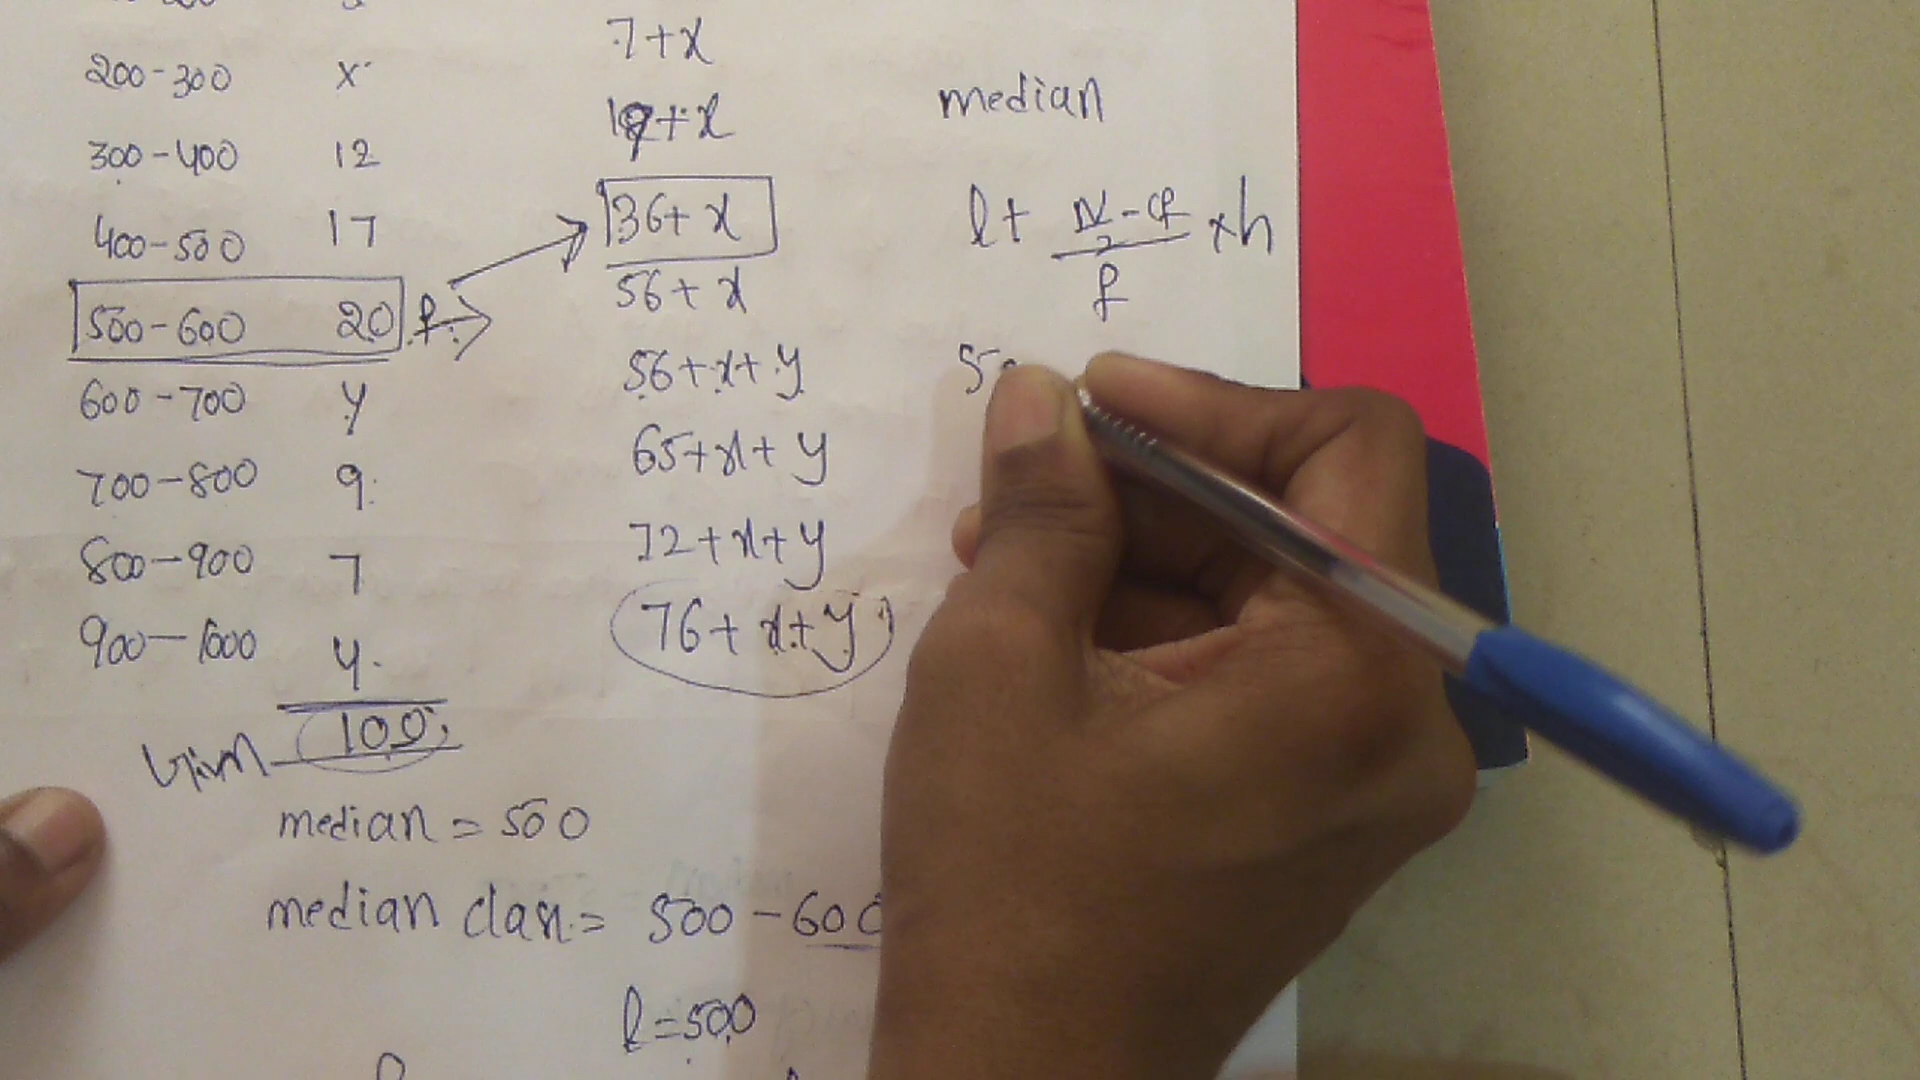 7+x
200-300 x
19+x
300-400 12
36+x
400-500 17
56+x
500-600 20 f
56+x+y
600-700 y
65+x+y
700-800 9
72+x+y
800-900 7
76+x+y
900-1000 4
100
median = 500
median class = 500-600
l=500
median
l+ N/2-cf/f ×h